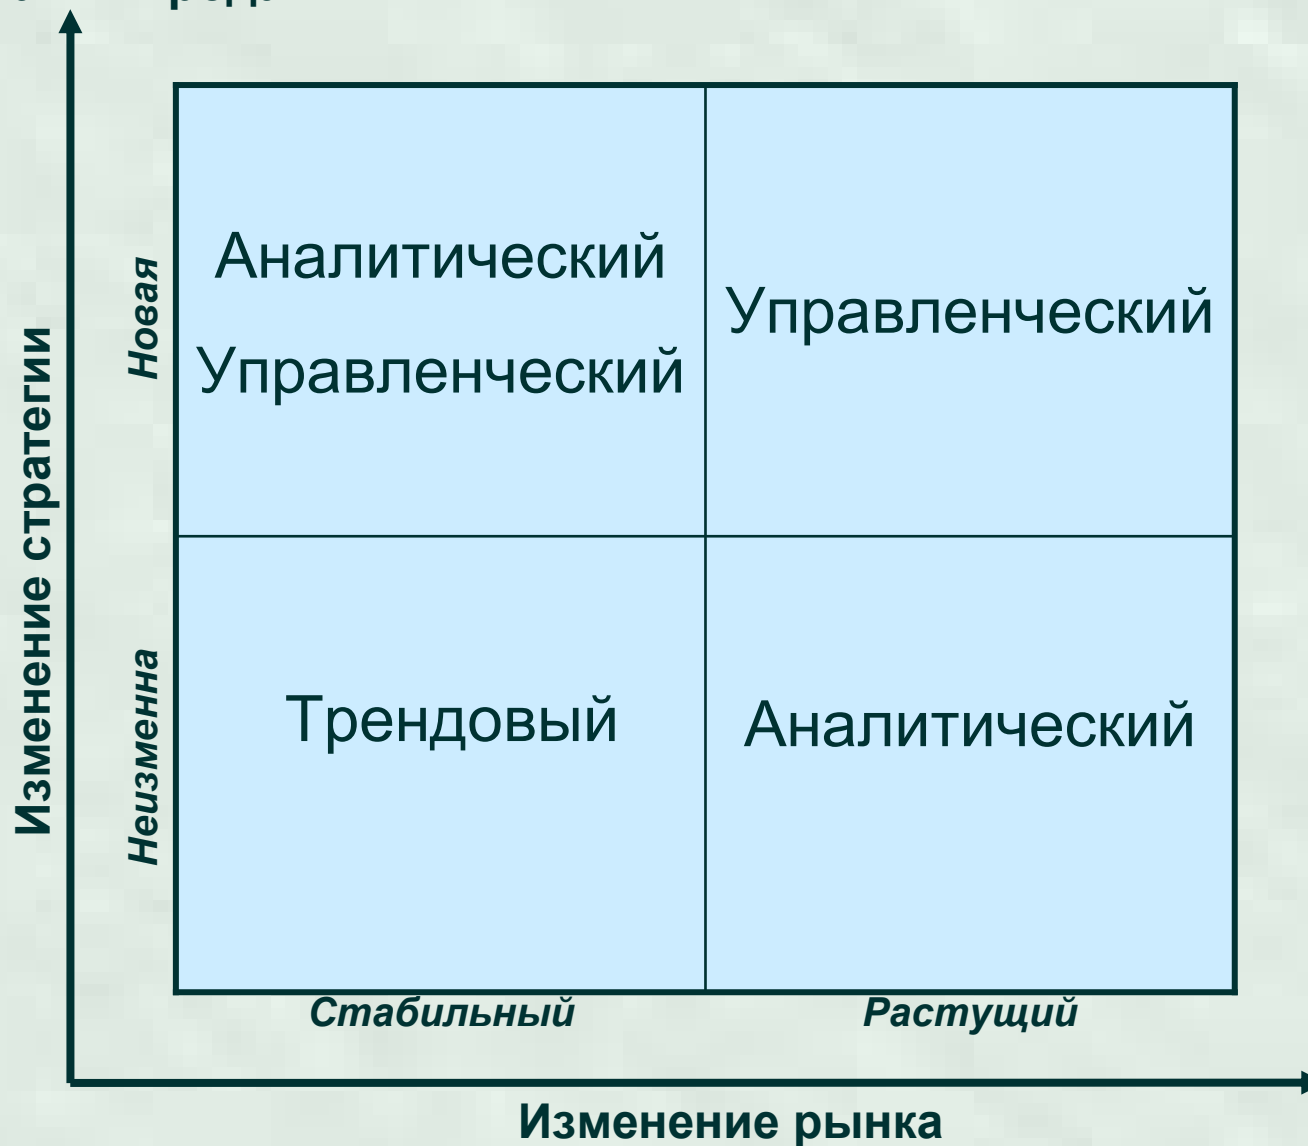 Изменение стратегии
Новая
Аналитический
Управленческий
Управленческий
Неизменна
Трендовый
Аналитический
Стабильный
Растущий
Изменение рынка